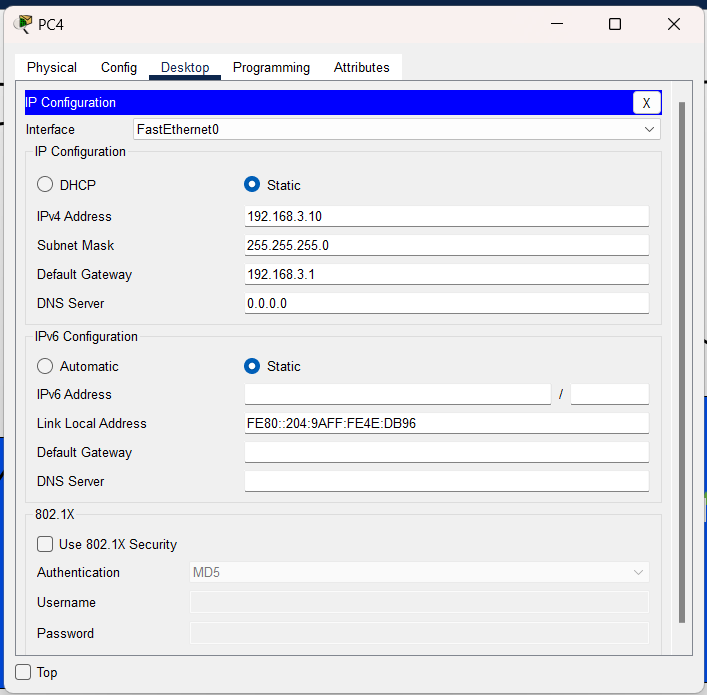 PC4
Physical Config Desktop Programming Attributes
IP Configuration X
Interface FastEthernet0
IP Configuration
DHCP Static
IPv4 Address 192.168.3.10
Subnet Mask 255.255.255.0
Default Gateway 192.168.3.1
DNS Server 0.0.0.0
IPv6 Configuration
Automatic Static
IPv6 Address /
Link Local Address FE80::204:9AFF:FE4E:DB96
Default Gateway
DNS Server
802.1X
Use 802.1X Security
Authentication MD5
Username
Password
Top